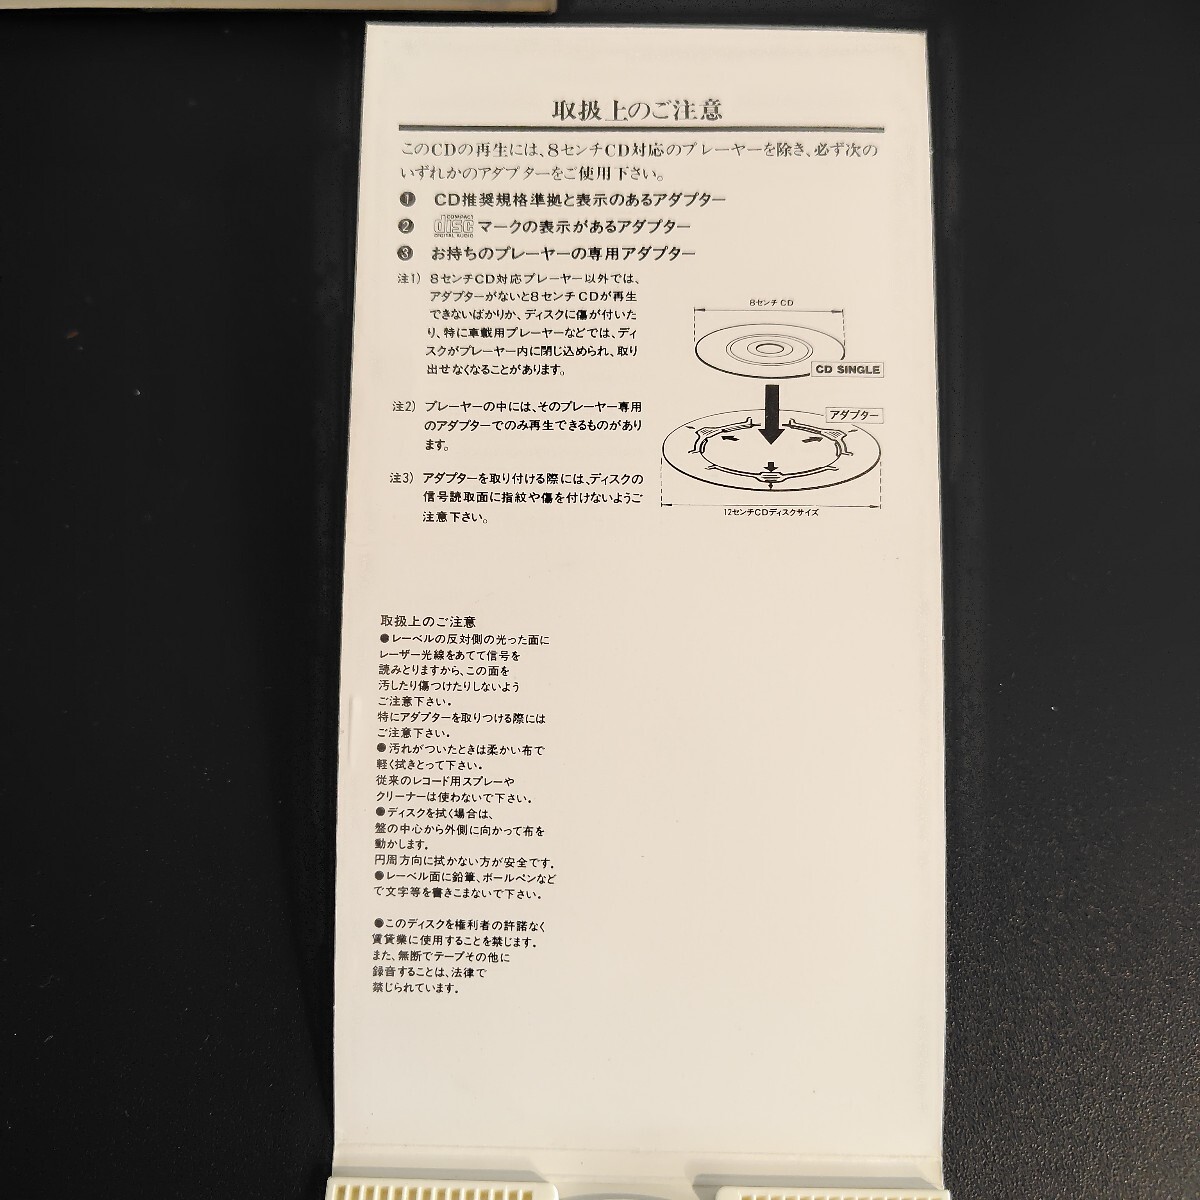 取扱上のご注意
このCDの再生には、8センチCD対応のプレーヤーを除き、必ず次の
いずれかのアダプターをご使用下さい。
❶ CD推奨規格準拠と表示のあるアダプター
❷ COMPACT disc DIGITAL AUDIO マークの表示があるアダプター
❸ お持ちのプレーヤーの専用アダプター
注1) 8センチCD対応プレーヤー以外では、
アダプターがないと8センチCDが再生
できないばかりか、ディスクに傷が付いた
り、特に車載用プレーヤーなどでは、ディ
スクがプレーヤー内に閉じ込められ、取り
出せなくなることがあります。
注2) プレーヤーの中には、そのプレーヤー専用
のアダプターでのみ再生できるものがあり
ます。
注3) アダプターを取り付ける際には、ディスクの
信号読取面に指紋や傷を付けないようご
注意下さい。
8センチCD
CD SINGLE
アダプター
12センチCDディスクサイズ
取扱上のご注意
●レーベルの反対側の光った面に
レーザー光線をあてて信号を
読みとりますから、この面を
汚したり傷つけたりしないよう
ご注意下さい。
特にアダプターを取りつける際には
ご注意下さい。
●汚れがついたときは柔かい布で
軽く拭きとって下さい。
従来のレコード用スプレーや
クリーナーは使わないで下さい。
●ディスクを拭く場合は、
盤の中心から外側に向かって布を
動かします。
円周方向に拭かない方が安全です。
●レーベル面に鉛筆、ボールペンなど
で文字等を書きこまないで下さい。
●このディスクを権利者の許諾なく
賃貸業に使用することを禁じます。
また、無断でテープその他に
録音することは、法律で
禁じられています。